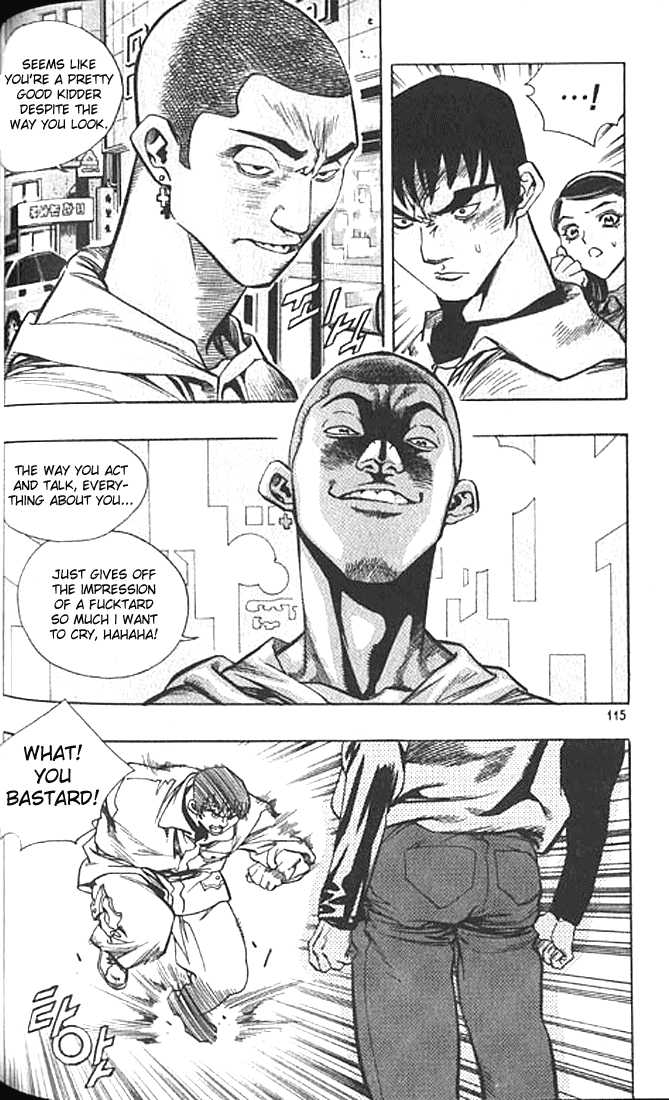 SEEMS LIKE
YOU'RE A PRETTY
GOOD KIDDER
DESPITE THE
WAY YOU LOOK.
...!
THE WAY YOU ACT
AND TALK, EVERY-
THING ABOUT YOU...
JUST GIVES OFF
THE IMPRESSION
OF A FUCKTARD
SO MUCH I WANT
TO CRY, HAHAHA!
115
WHAT!
YOU
BASTARD!
타앗